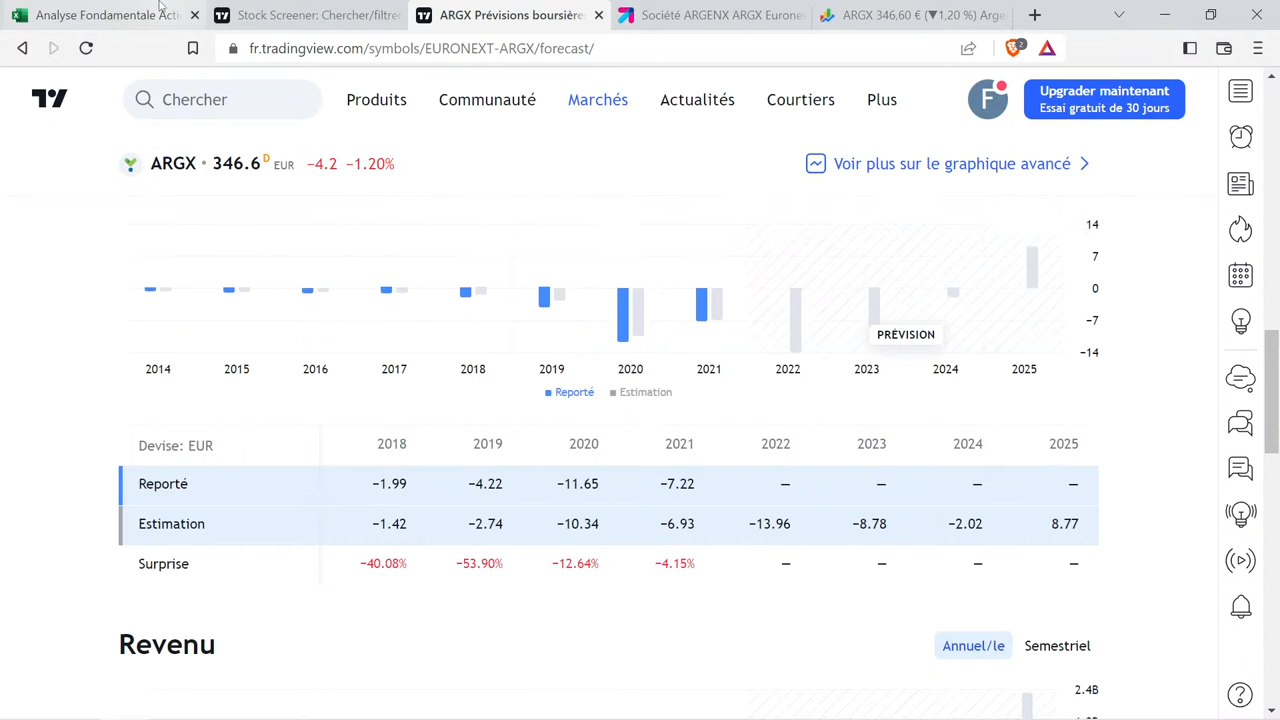 Analyse Fondamentale Acti
Stock Screener: Chercher/filtrer
ARGX Prévisions boursière
Société ARGENX ARGX Eurone
ARGX 346,60 € (▼1,20 %) Arge
fr.tradingview.com/symbols/EURONEXT-ARGX/forecast/
2
Chercher
Produits
Communauté
Marchés
Actualités
Courtiers
Plus
F
Upgrader maintenant
Essai gratuit de 30 jours
ARGX • 346.6 D EUR −4.2 −1.20%
Voir plus sur le graphique avancé
14
7
0
−7
−14
PRÉVISION
2014 2015 2016 2017 2018 2019 2020 2021 2022 2023 2024 2025
Reporté Estimation
Devise: EUR 2018 2019 2020 2021 2022 2023 2024 2025
Reporté −1.99 −4.22 −11.65 −7.22 — — — —
Estimation −1.42 −2.74 −10.34 −6.93 −13.96 −8.78 −2.02 8.77
Surprise −40.08% −53.90% −12.64% −4.15% — — — —
Revenu
Annuel/le Semestriel
2.4B